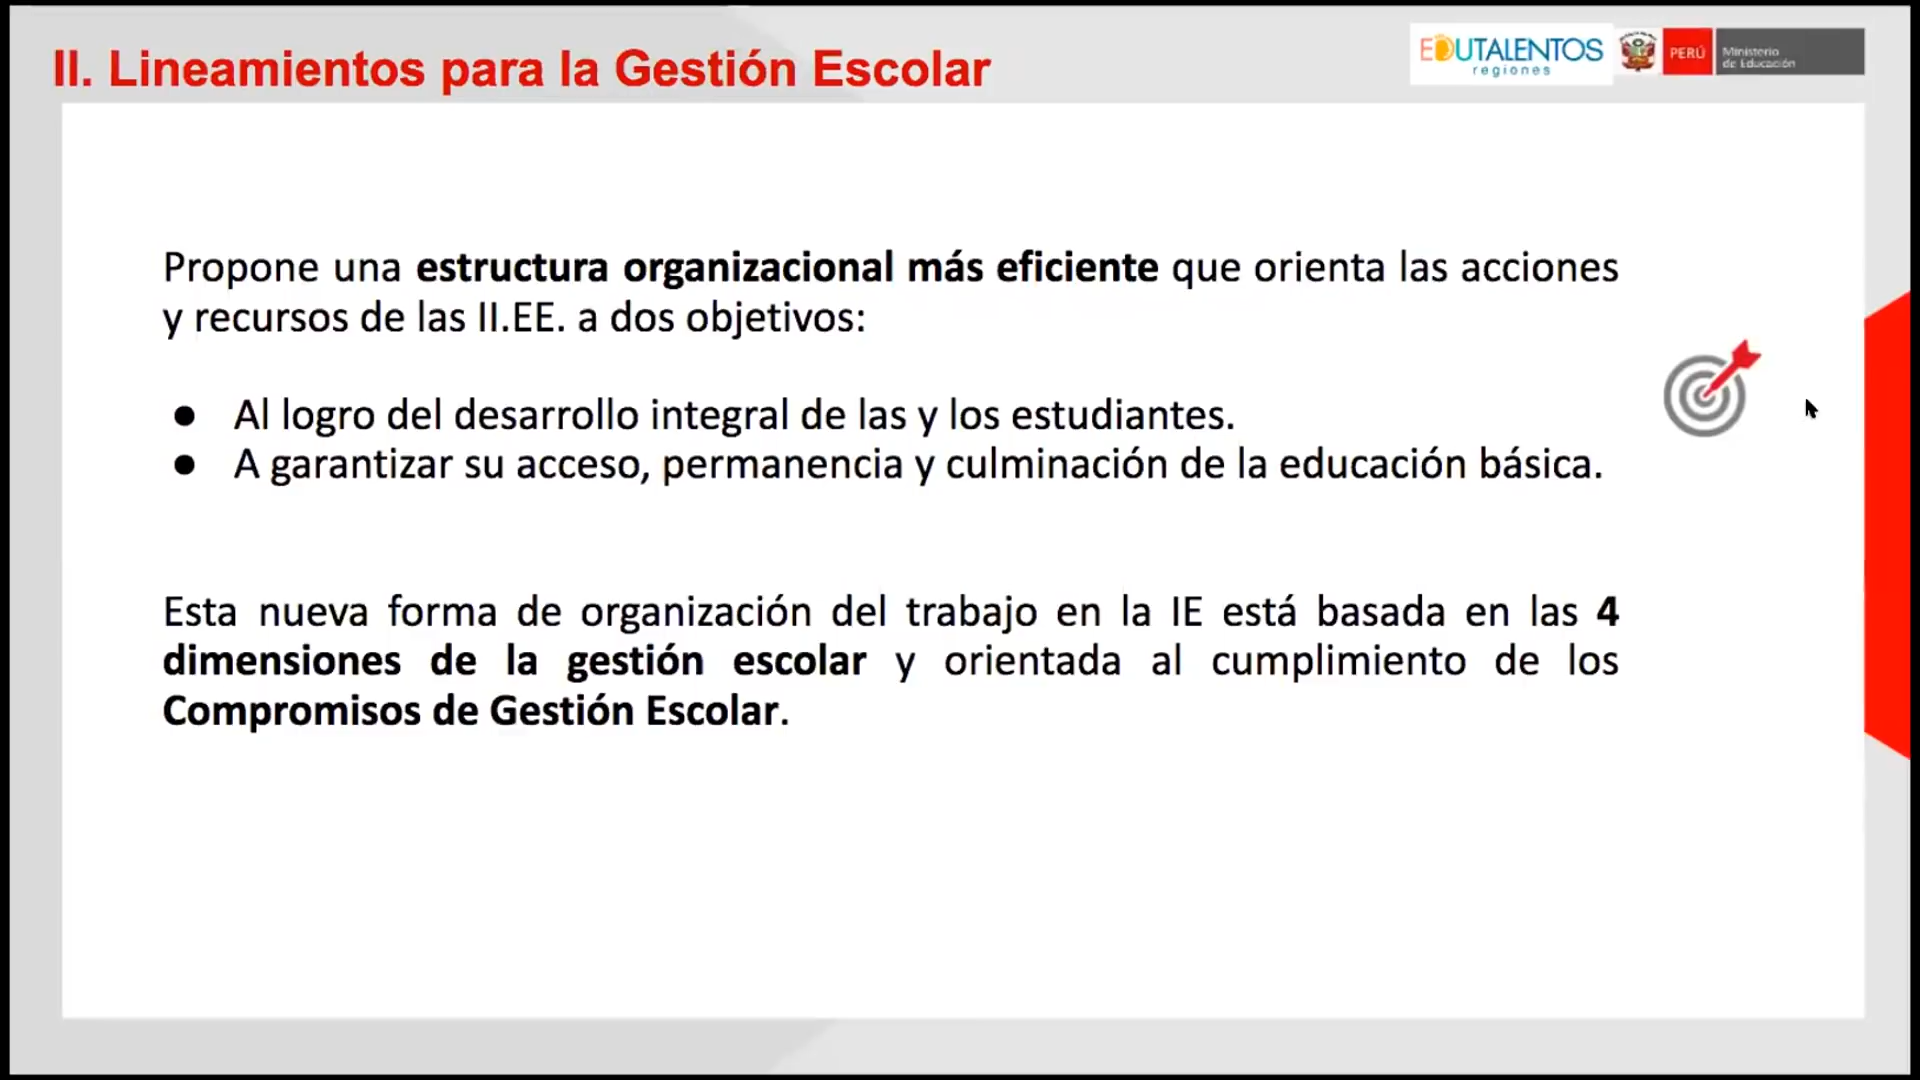 II. Lineamientos para la Gestión Escolar
EDUTALENTOS
regiones
PERÚ
Ministerio
de Educación
Propone una estructura organizacional más eficiente que orienta las acciones
y recursos de las II.EE. a dos objetivos:
● Al logro del desarrollo integral de las y los estudiantes.
● A garantizar su acceso, permanencia y culminación de la educación básica.
Esta nueva forma de organización del trabajo en la IE está basada en las 4
dimensiones de la gestión escolar y orientada al cumplimiento de los
Compromisos de Gestión Escolar.